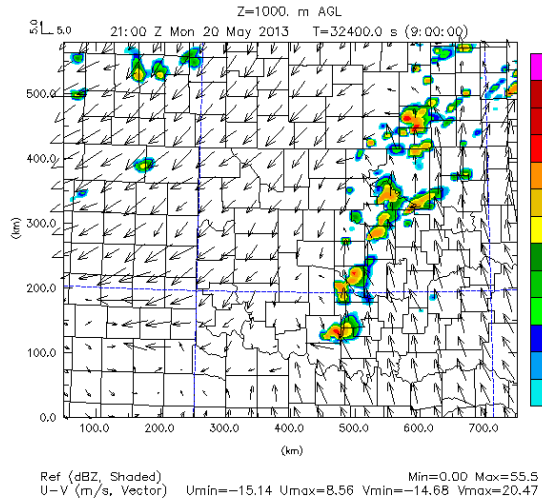 Z=1000. m AGL
5.0
5.0
21:00 Z Mon 20 May 2013 T=32400.0 s (9:00:00)
500.0
400.0
300.0
200.0
100.0
0.0
(km)
100.0 200.0 300.0 400.0 500.0 600.0 700.0
(km)
Ref (dBZ, Shaded) Min=0.00 Max=55.5
U-V (m/s, Vector) Umin=-15.14 Umax=8.56 Vmin=-14.68 Vmax=20.47